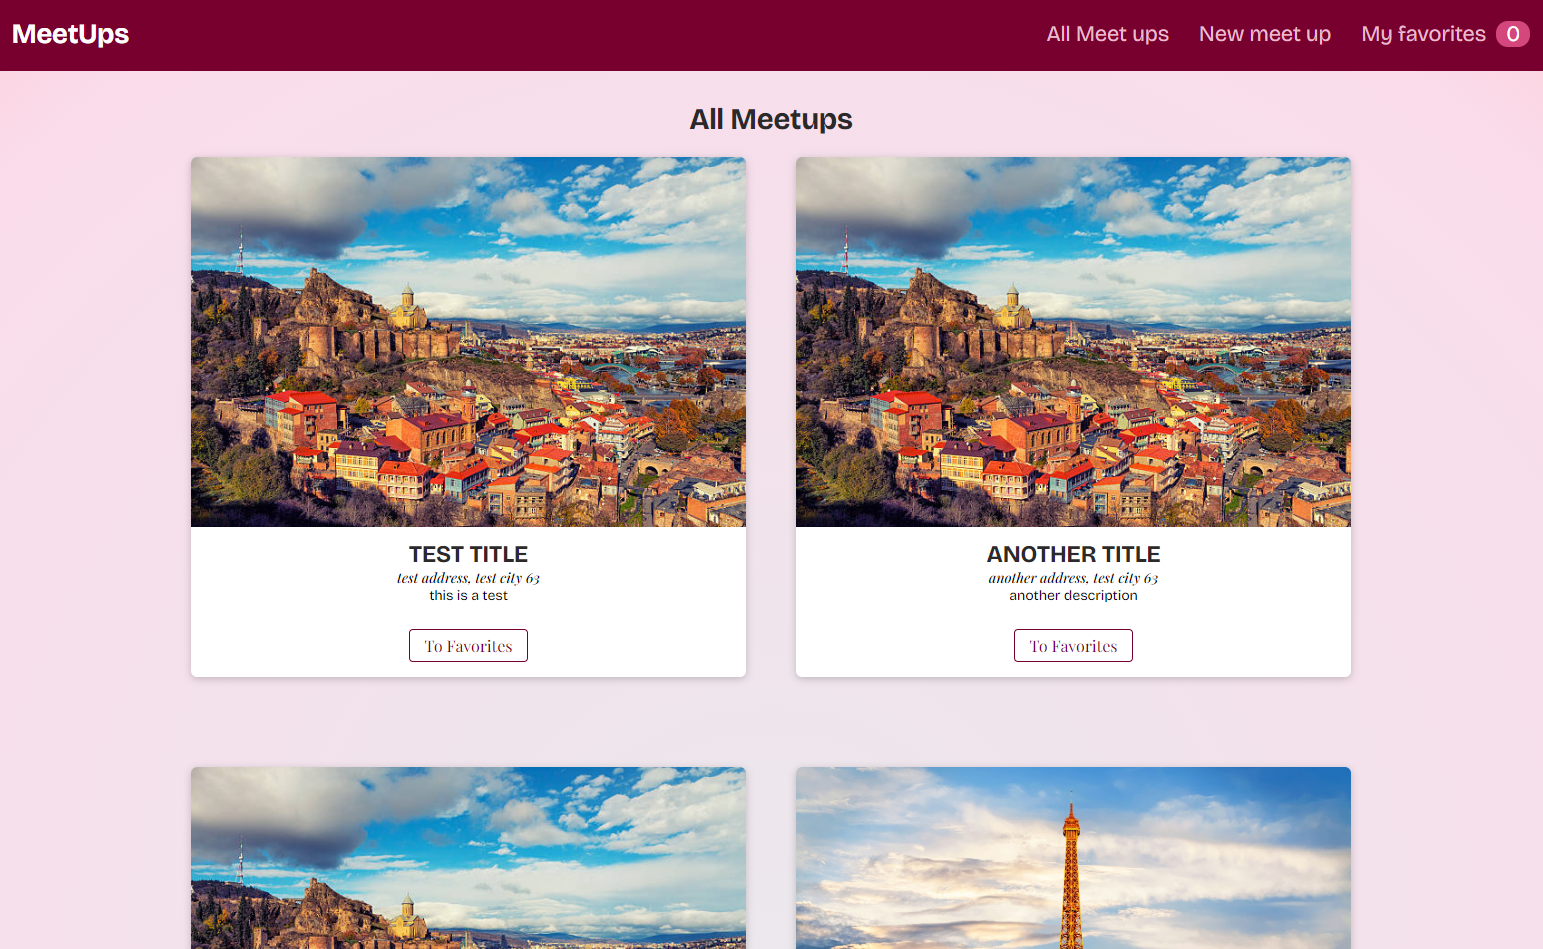 MeetUps
All Meet ups
New meet up
My favorites 0
All Meetups
TEST TITLE
test address, test city 63
this is a test
To Favorites
ANOTHER TITLE
another address, test city 63
another description
To Favorites